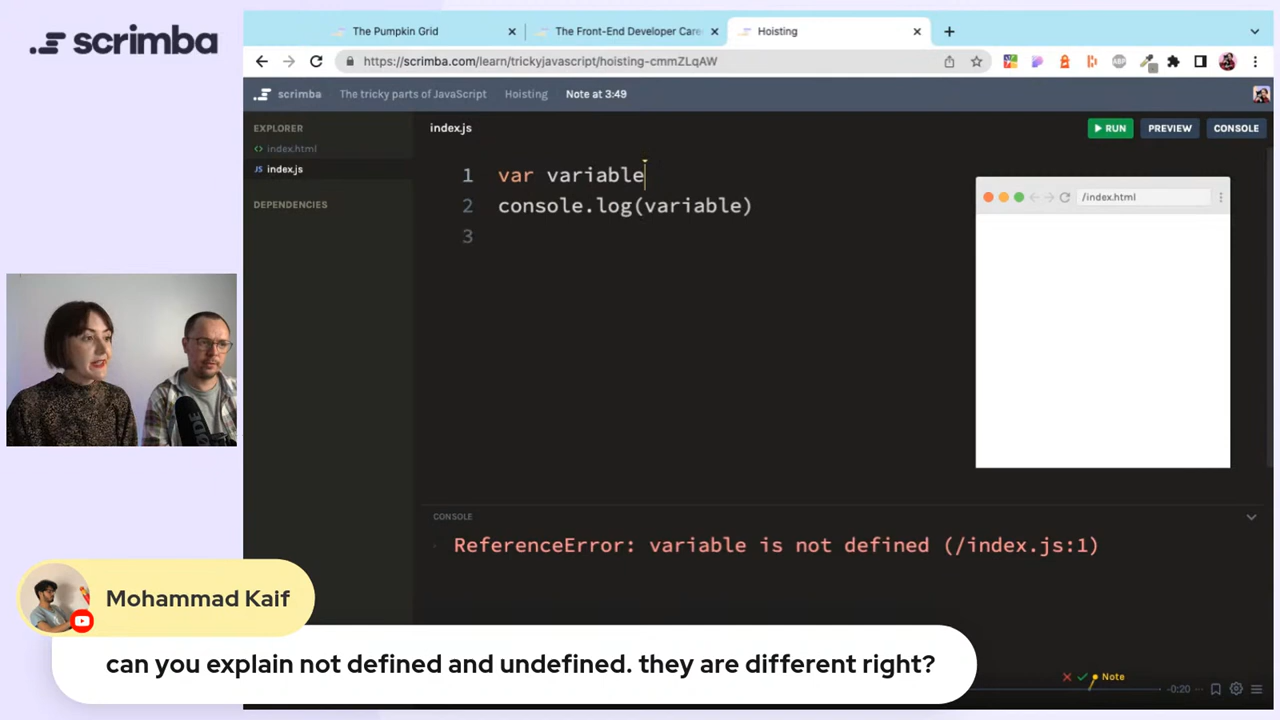 scrimba
The Pumpkin Grid
The Front-End Developer Care
Hoisting
https://scrimba.com/learn/trickyjavascript/hoisting-cmmZLqAW
scrimba
The tricky parts of JavaScript
Hoisting
Note at 3:49
EXPLORER
index.html
JS index.js
DEPENDENCIES
index.js
RUN
PREVIEW
CONSOLE
1 var variable
2 console.log(variable)
3
/index.html
CONSOLE
ReferenceError: variable is not defined (/index.js:1)
Mohammad Kaif
can you explain not defined and undefined. they are different right?
Note
-0:20